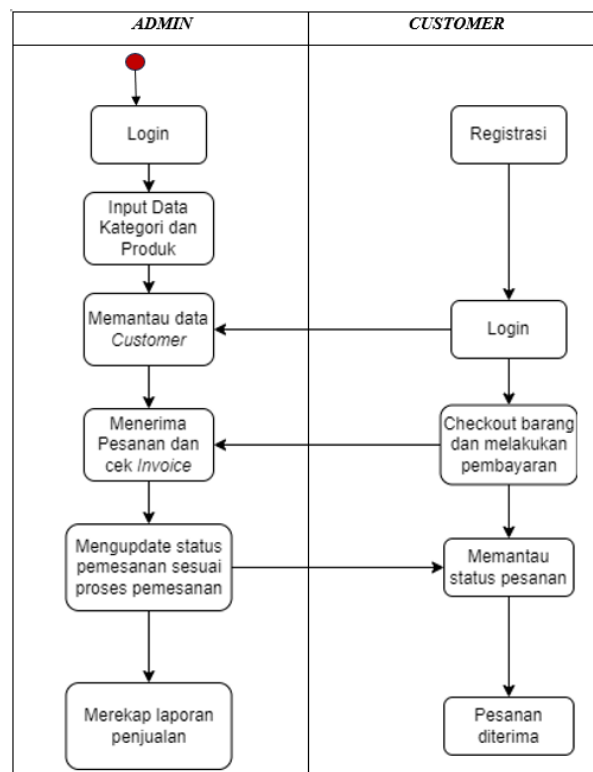 ADMIN
CUSTOMER
Login
Registrasi
Input Data
Kategori dan
Produk
Memantau data
Customer
Login
Menerima
Pesanan dan
cek Invoice
Checkout barang
dan melakukan
pembayaran
Mengupdate status
pemesanan sesuai
proses pemesanan
Memantau
status pesanan
Merekap laporan
penjualan
Pesanan
diterima